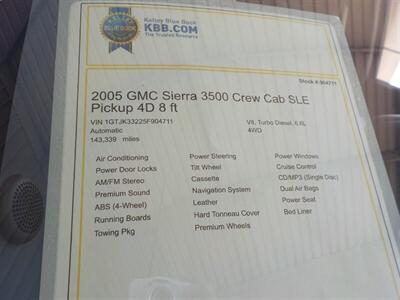 Kelley Blue Book
KBB.COM
The Trusted Resource
KELLEY
BLUE BOOK
Stock #:904711
2005 GMC Sierra 3500 Crew Cab SLE
Pickup 4D 8 ft
VIN 1GTJK33225F904711
V8, Turbo Diesel, 6.6L
Automatic
4WD
143,339 miles
Air Conditioning
Power Steering
Power Windows
Power Door Locks
Tilt Wheel
Cruise Control
AM/FM Stereo
Cassette
CD/MP3 (Single Disc)
Premium Sound
Navigation System
Dual Air Bags
ABS (4-Wheel)
Leather
Power Seat
Running Boards
Hard Tonneau Cover
Bed Liner
Towing Pkg
Premium Wheels